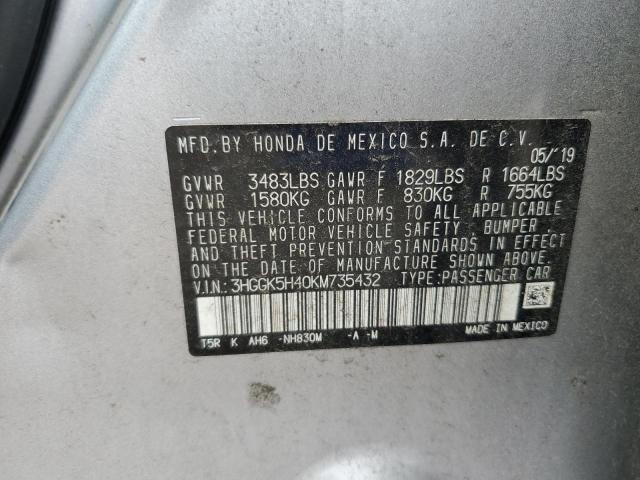 MFD. BY HONDA DE MEXICO S.A. DE C.V.
05/'19
GVWR 3483LBS GAWR F 1829LBS R 1664LBS
GVWR 1580KG GAWR F 830KG R 755KG
THIS VEHICLE CONFORMS TO ALL APPLICABLE
FEDERAL MOTOR VEHICLE SAFETY, BUMPER,
AND THEFT PREVENTION STANDARDS IN EFFECT
ON THE DATE OF MANUFACTURE SHOWN ABOVE.
V.I.N.: 3HGGK5H40KM735432 TYPE:PASSENGER CAR
T5R K AH6 -NH830M -A -M MADE IN MEXICO